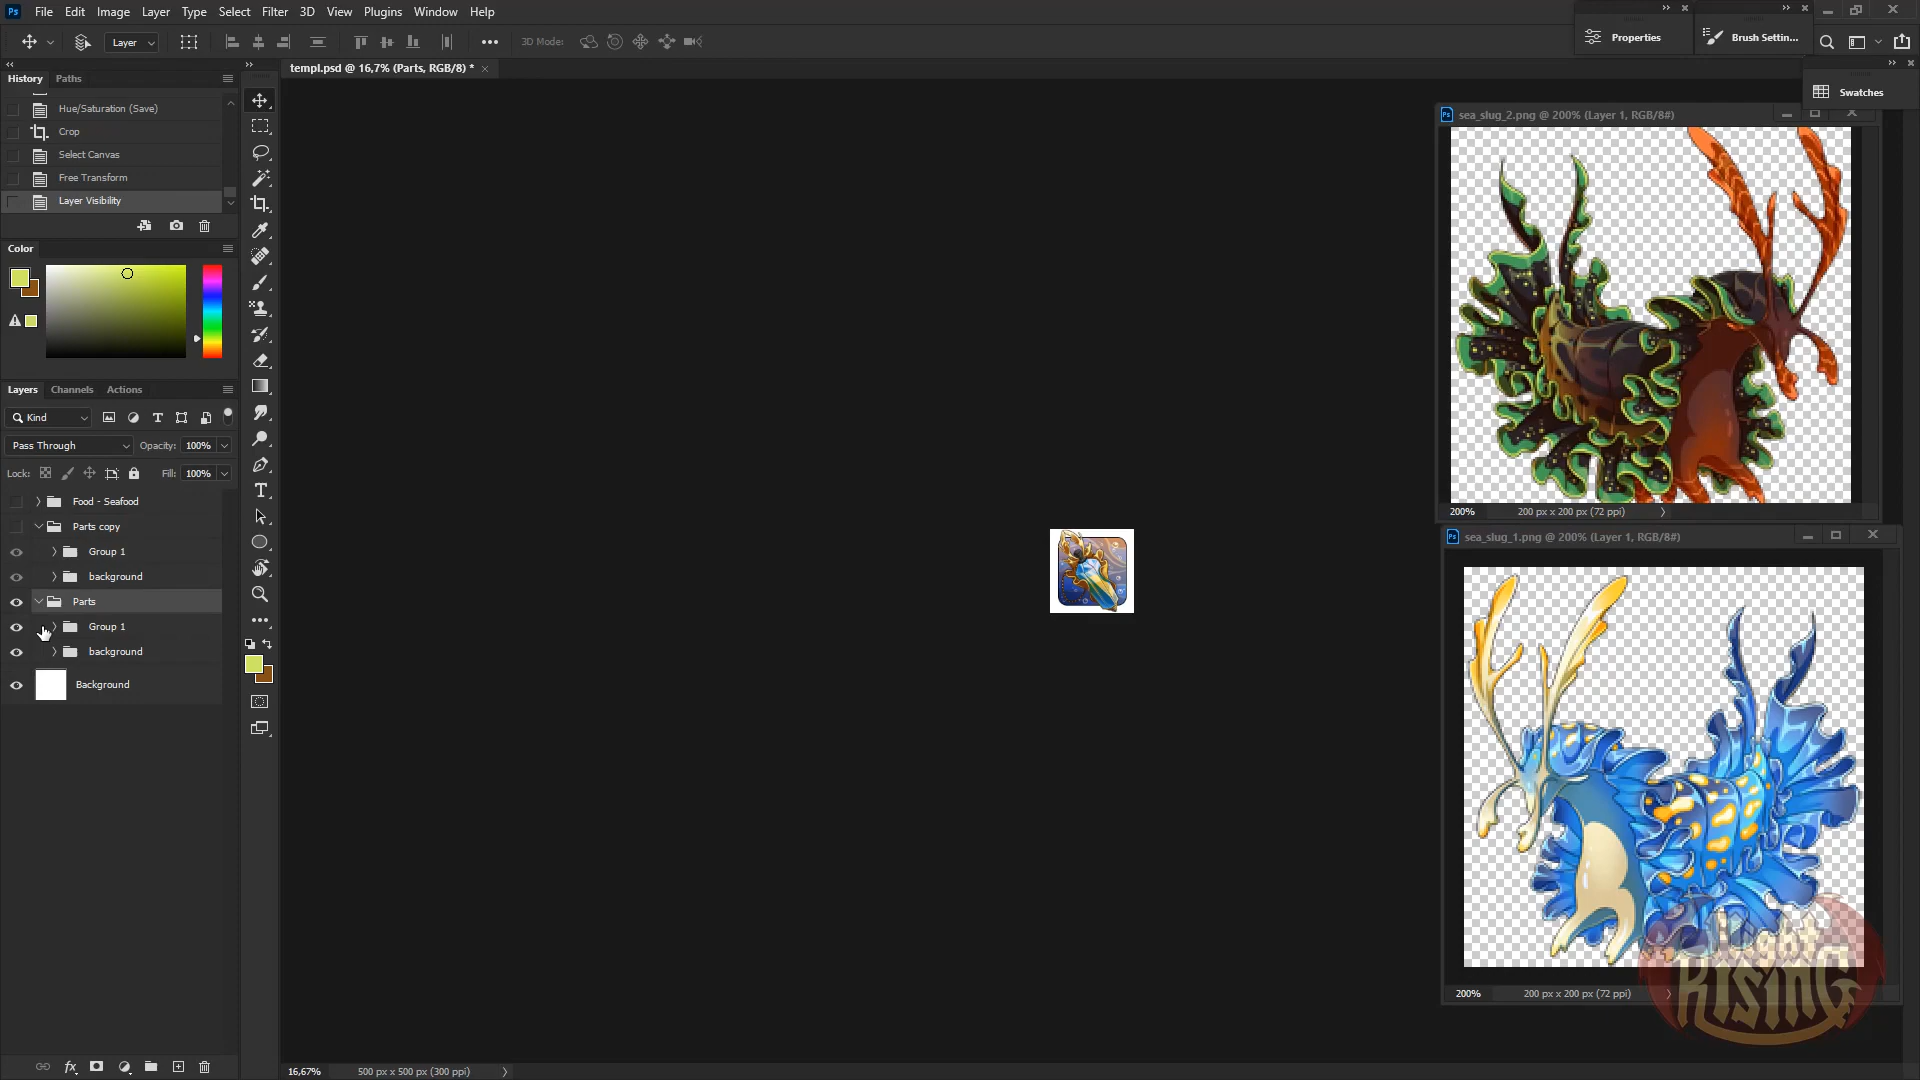 Ps File Edit Image Layer Type Select Filter 3D View Plugins Window Help
Layer 3D Mode: Properties Brush Settin...
Swatches
History Paths
templ.psd @ 16,7% (Parts, RGB/8) *
Hue/Saturation (Save)
Crop
Select Canvas
Free Transform
Layer Visibility
Color
Layers Channels Actions
Kind
Pass Through Opacity: 100%
Lock: Fill: 100%
Food - Seafood
Parts copy
Group 1
background
Parts
Group 1
background
Background
16,67% 500 px x 500 px (300 ppi)
Ps sea_slug_2.png @ 200% (Layer 1, RGB/8#)
200% 200 px x 200 px (72 ppi)
Ps sea_slug_1.png @ 200% (Layer 1, RGB/8#)
200% 200 px x 200 px (72 ppi)
light
RISING